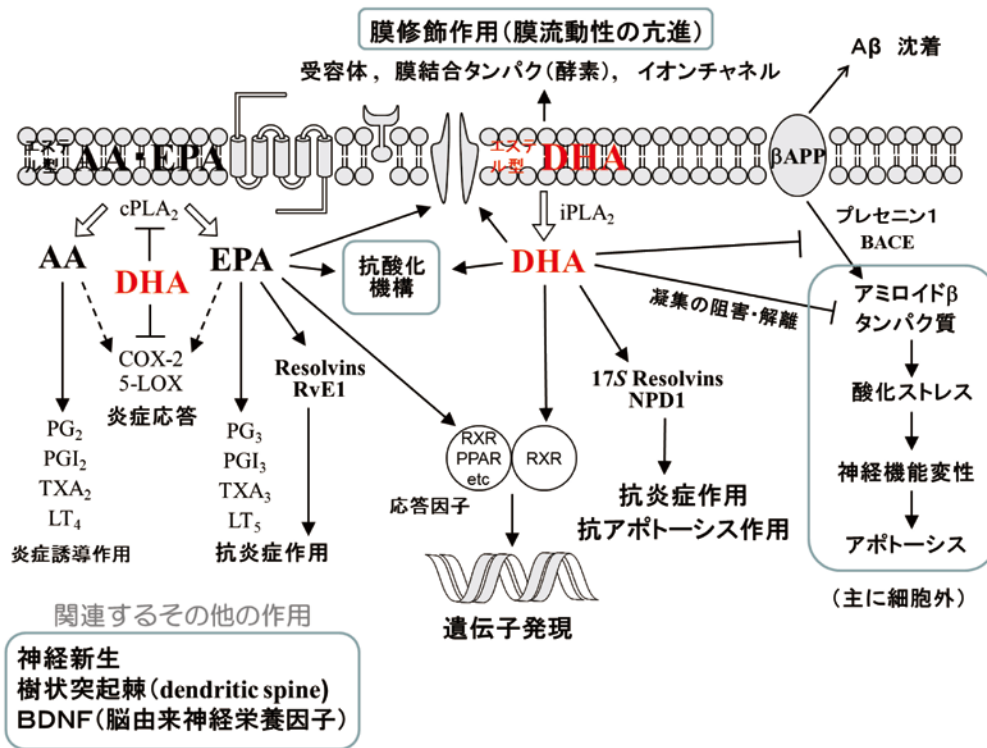 膜修飾作用(膜流動性の亢進)
受容体，膜結合タンパク(酵素)，イオンチャネル
Aβ 沈着
エステ
ル型
AA・EPA
エステ
ル型
DHA
βAPP
cPLA₂
iPLA₂
プレセニン1
BACE
AA
DHA
EPA
抗酸化
機構
DHA
凝集の阻害・解離
アミロイドβ
タンパク質
COX-2
5-LOX
炎症応答
Resolvins
RvE1
17S Resolvins
NPD1
酸化ストレス
PG₂
PGI₂
TXA₂
LT₄
炎症誘導作用
PG₃
PGI₃
TXA₃
LT₅
抗炎症作用
RXR
PPAR
etc
RXR
応答因子
抗炎症作用
抗アポトーシス作用
神経機能変性
アポトーシス
(主に細胞外)
遺伝子発現
関連するその他の作用
神経新生
樹状突起棘(dendritic spine)
BDNF(脳由来神経栄養因子)